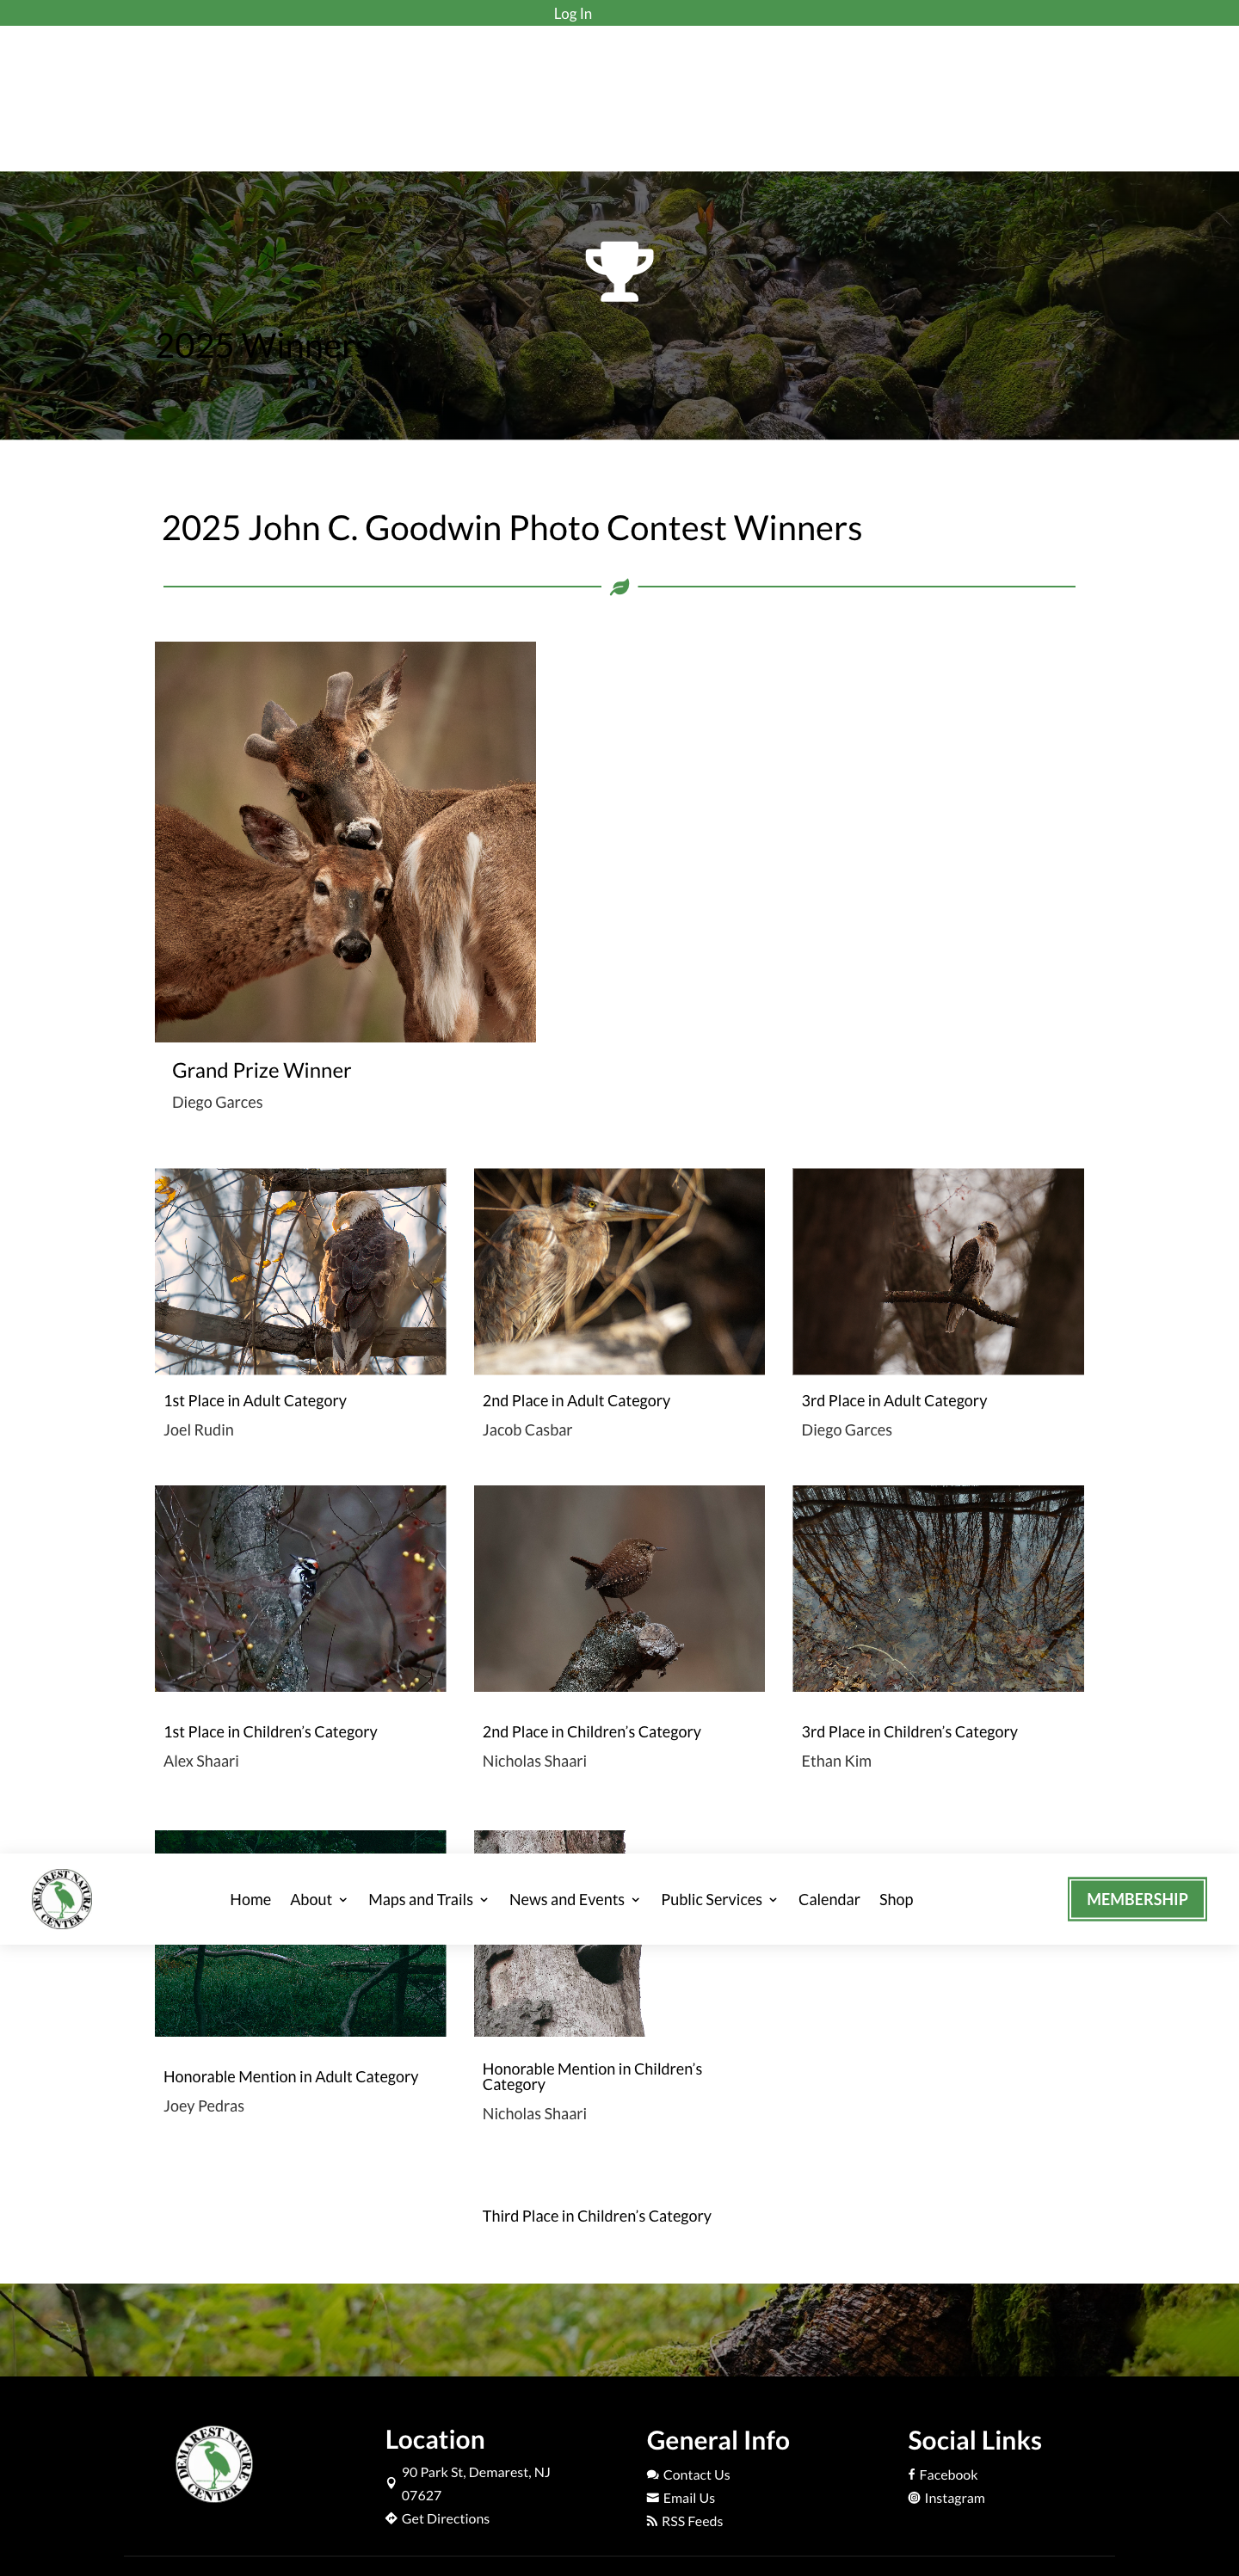 Log In
2025 Winners
2025 John C. Goodwin Photo Contest Winners
Grand Prize Winner
Diego Garces
1st Place in Adult Category
Joel Rudin
2nd Place in Adult Category
Jacob Casbar
3rd Place in Adult Category
Diego Garces
1st Place in Children’s Category
Alex Shaari
2nd Place in Children’s Category
Nicholas Shaari
3rd Place in Children’s Category
Ethan Kim
DEMAREST NATURE CENTER
Home About Maps and Trails News and Events Public Services Calendar Shop
MEMBERSHIP
Honorable Mention in Adult Category
Joey Pedras
Honorable Mention in Children’s
Category
Nicholas Shaari
Third Place in Children’s Category
DEMAREST NATURE CENTER
Location
90 Park St, Demarest, NJ
07627
Get Directions
General Info
Contact Us
Email Us
RSS Feeds
Social Links
Facebook
Instagram